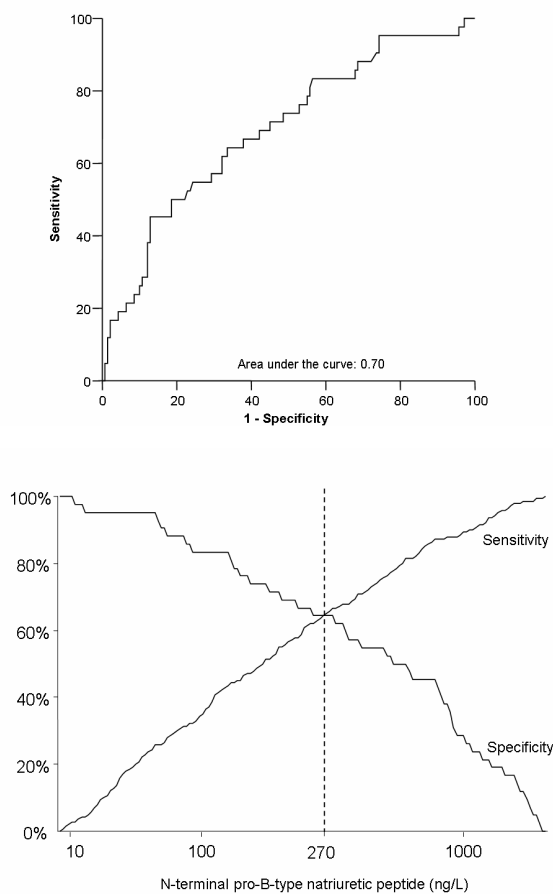 100
80
60
40
20
0
Sensitivity
Area under the curve: 0.70
0 20 40 60 80 100
1 - Specificity
100%
80%
60%
40%
20%
0%
Sensitivity
Specificity
10 100 270 1000
N-terminal pro-B-type natriuretic peptide (ng/L)